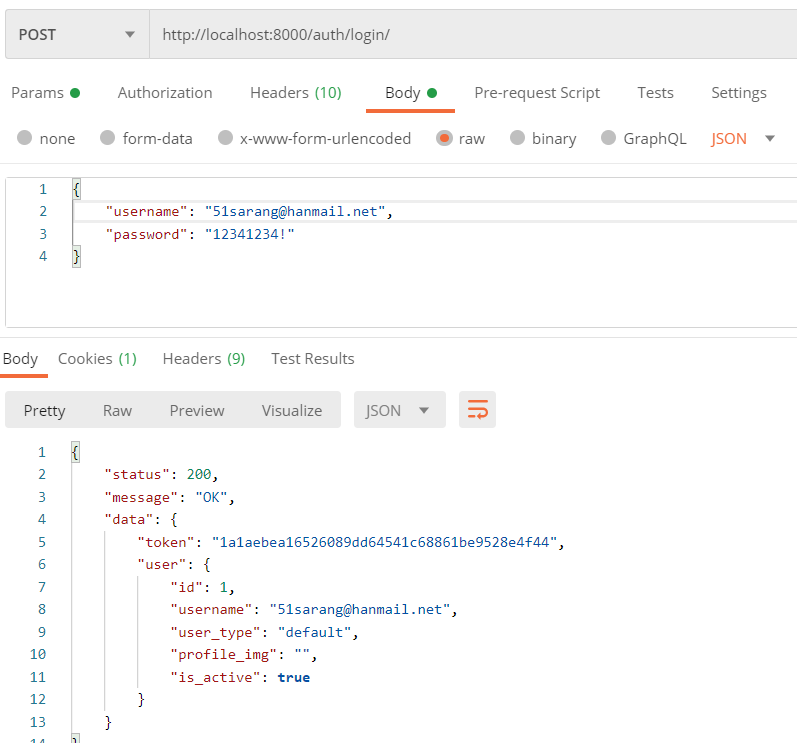 POST http://localhost:8000/auth/login/
Params Authorization Headers (10) Body Pre-request Script Tests Settings
none form-data x-www-form-urlencoded raw binary GraphQL JSON
1 {
2 "username": "51sarang@hanmail.net",
3 "password": "12341234!"
4 }
Body Cookies (1) Headers (9) Test Results
Pretty Raw Preview Visualize JSON
1 {
2 "status": 200,
3 "message": "OK",
4 "data": {
5 "token": "1a1aebea16526089dd64541c68861be9528e4f44",
6 "user": {
7 "id": 1,
8 "username": "51sarang@hanmail.net",
9 "user_type": "default",
10 "profile_img": "",
11 "is_active": true
12 }
13 }
14 }